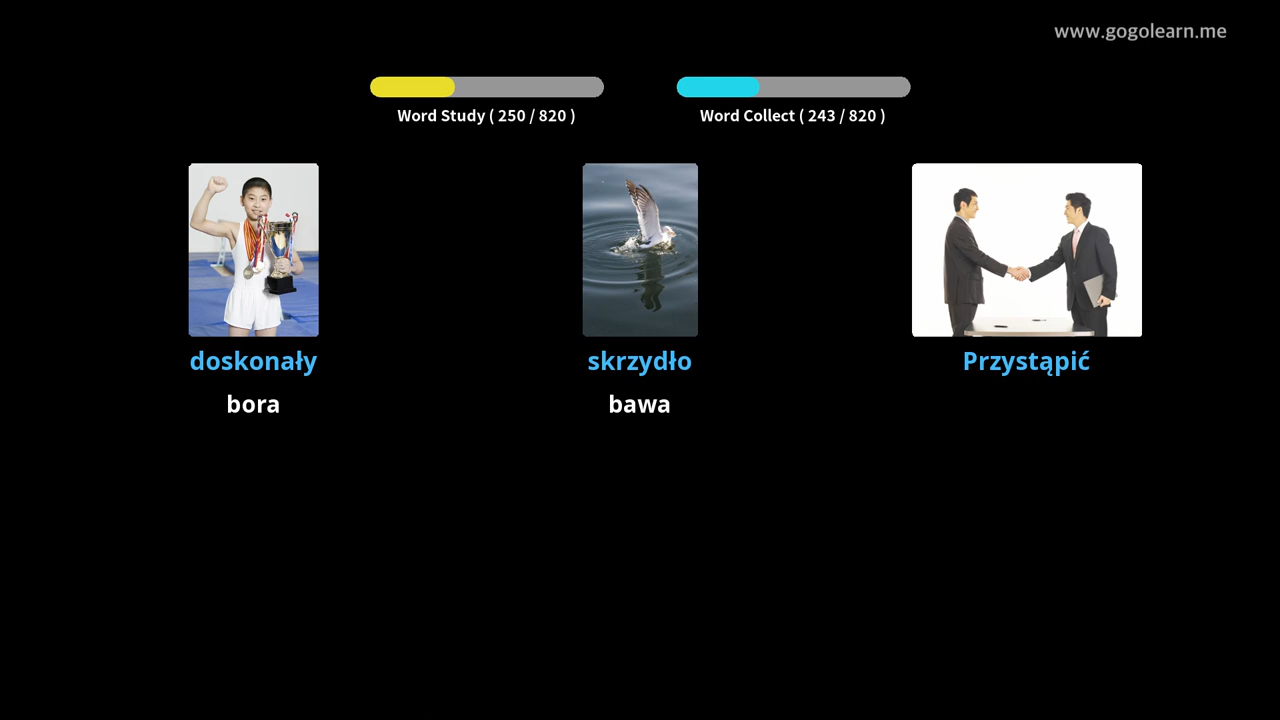 www.gogolearn.me
Word Study ( 250 / 820 )
Word Collect ( 243 / 820 )
doskonały
skrzydło
Przystąpić
bora
bawa